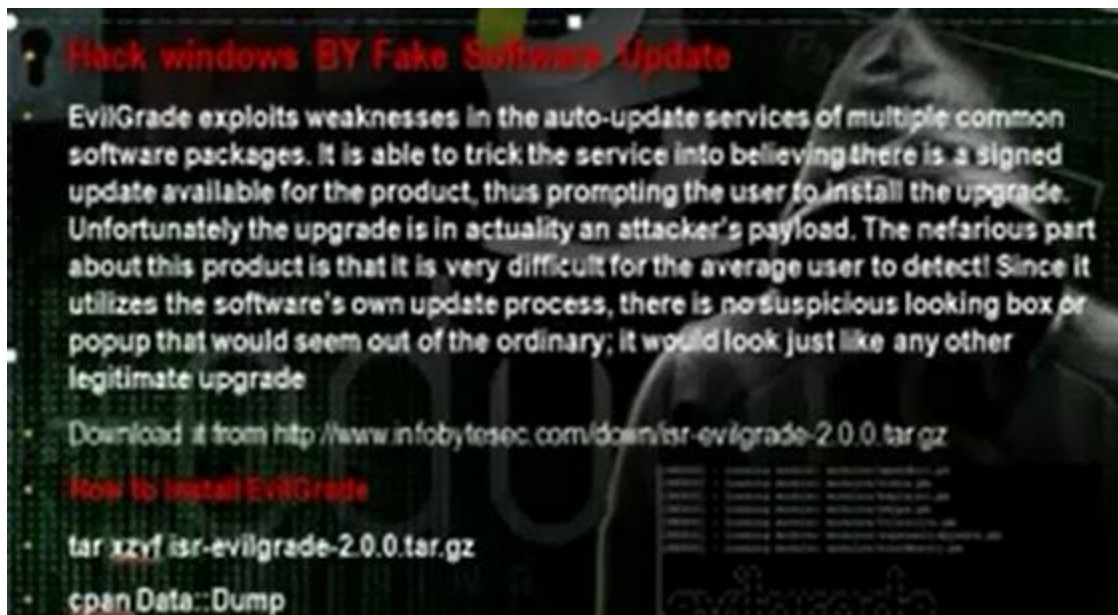 Hack windows BY Fake Software Update
EvilGrade exploits weaknesses in the auto-update services of multiple common
software packages. It is able to trick the service into believing there is a signed
update available for the product, thus prompting the user to install the upgrade.
Unfortunately the upgrade is in actuality an attacker's payload. The nefarious part
about this product is that it is very difficult for the average user to detect! Since it
utilizes the software's own update process, there is no suspicious looking box or
popup that would seem out of the ordinary; it would look just like any other
legitimate upgrade
Download it from http://www.infobytesec.com/down/isr-evilgrade-2.0.0.tar.gz
How to install EvilGrade
tar xzvf isr-evilgrade-2.0.0.tar.gz
cpan Data::Dump